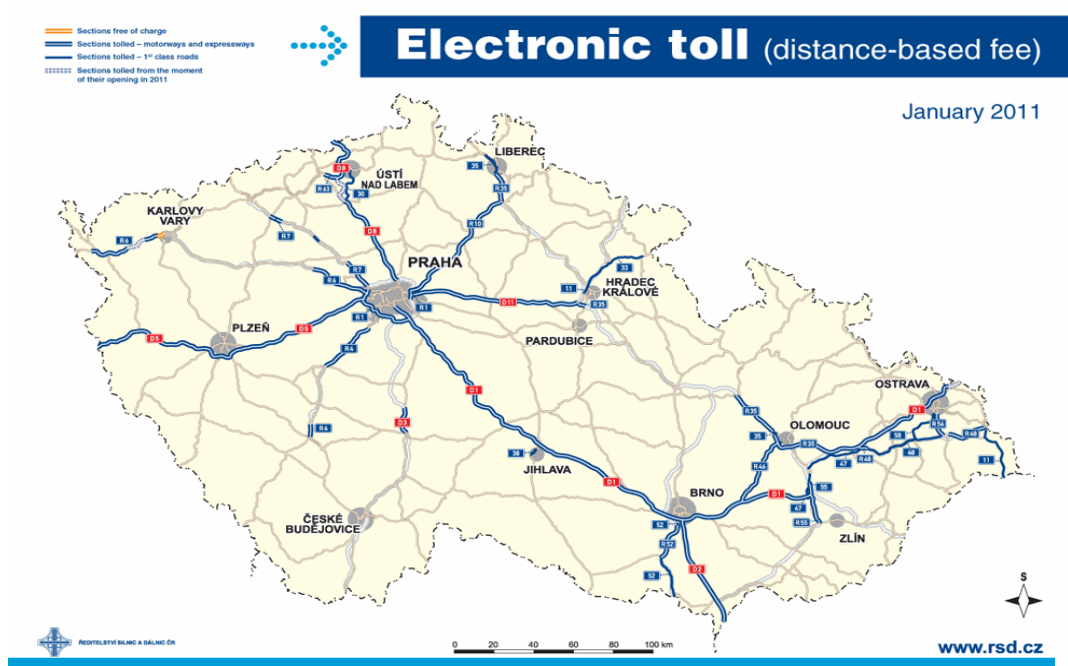 Sections free of charge
Sections tolled – motorways and expressways
Sections tolled – 1st class roads
Sections tolled from the moment
of their opening in 2011
Electronic toll (distance-based fee)
January 2011
LIBEREC
35
D8
ÚSTÍ
NAD LABEM
R63
30
R35
KARLOVY
VARY
R6
R7
D8
R10
PRAHA
R7
R6
33
11
HRADEC
KRÁLOVÉ
R35
D11
R1
R1
PLZEŇ
D5
D5
PARDUBICE
R4
D1
OSTRAVA
D1
R35
D3
R4
OLOMOUC
35
R35
R56
58
R48
48
47
R48
11
38
JIHLAVA
R46
D1
BRNO
D1
55
47
52
R55
ZLÍN
ČESKÉ
BUDĚJOVICE
R52
52
D2
S
ŘEDITELSTVÍ SILNIC A DÁLNIC ČR
0 20 40 60 80 100 km
www.rsd.cz